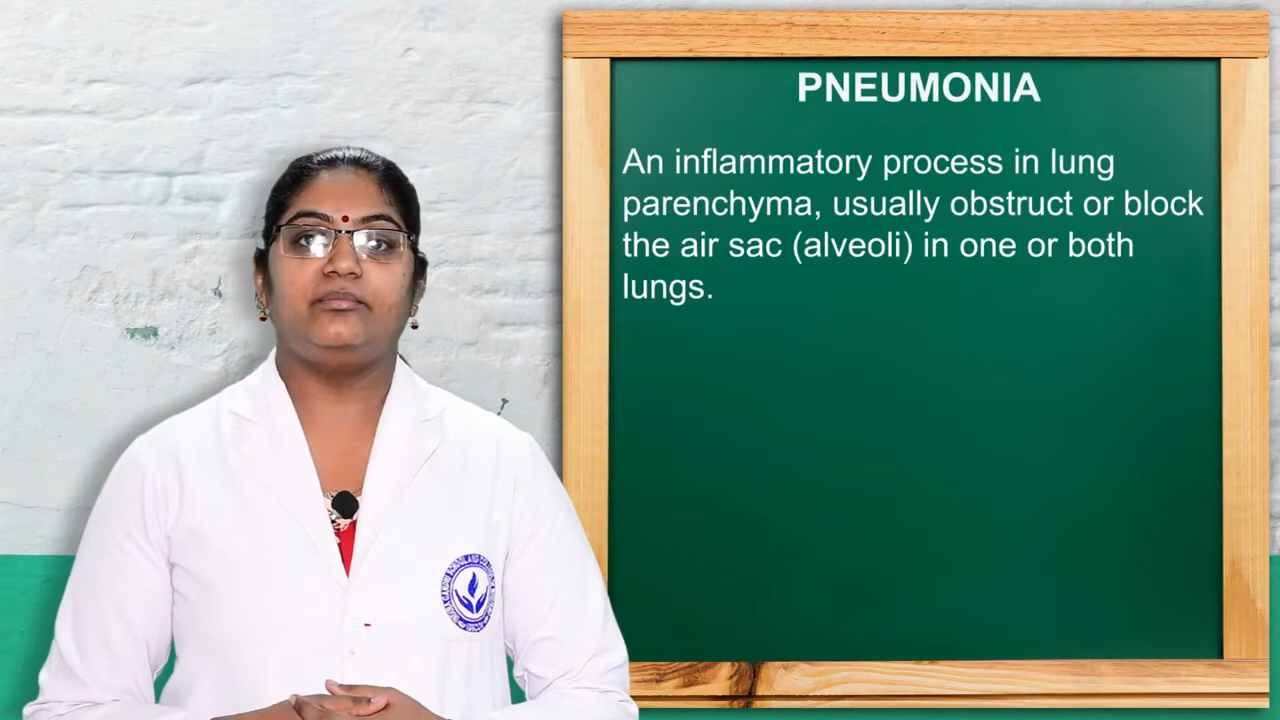 PNEUMONIA
An inflammatory process in lung
parenchyma, usually obstruct or block
the air sac (alveoli) in one or both
lungs.